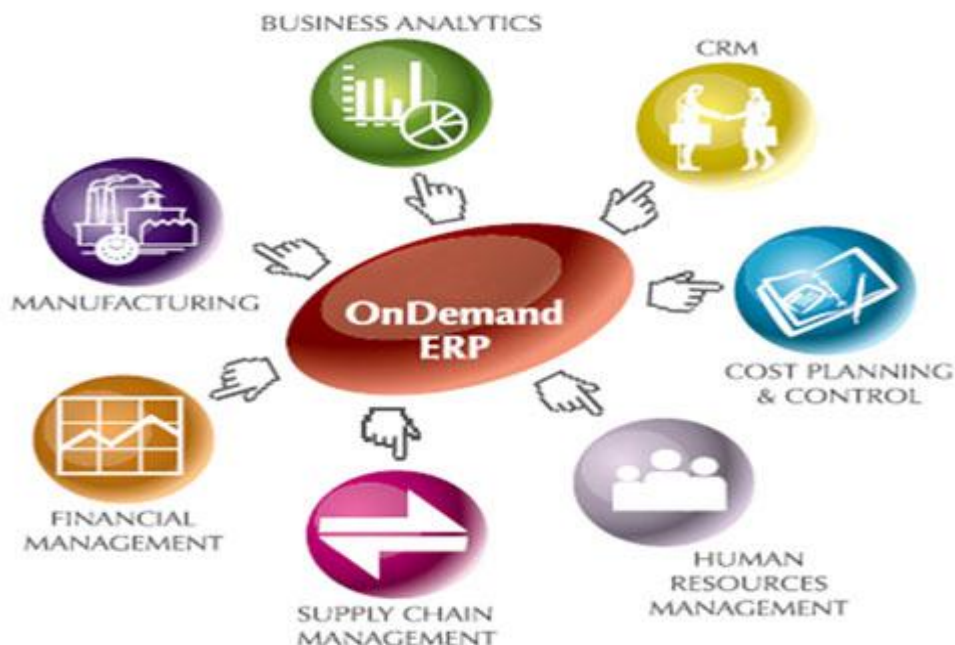 BUSINESS ANALYTICS
CRM
MANUFACTURING
OnDemand
ERP
COST PLANNING
& CONTROL
FINANCIAL
MANAGEMENT
SUPPLY CHAIN
MANAGEMENT
HUMAN
RESOURCES
MANAGEMENT